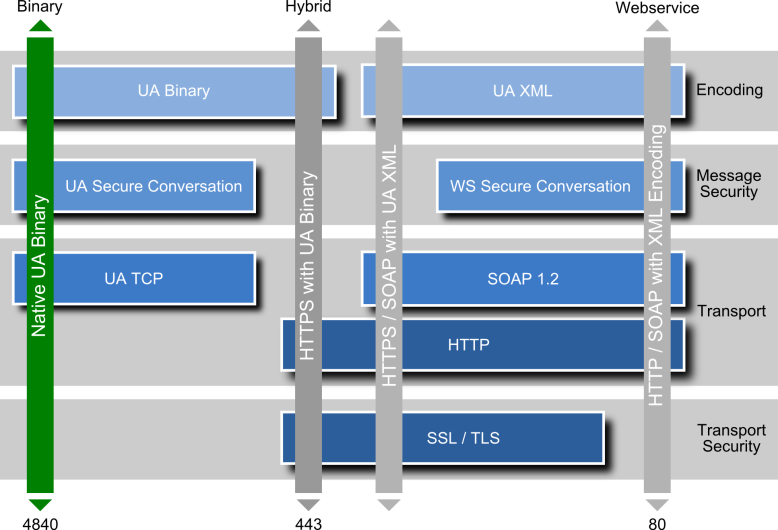 Binary
Hybrid
Webservice
UA Binary
UA XML
Encoding
UA Secure Conversation
WS Secure Conversation
Message
Security
UA TCP
SOAP 1.2
Transport
HTTP
SSL / TLS
Transport
Security
Native UA Binary
HTTPS with UA Binary
HTTPS / SOAP with UA XML
HTTP / SOAP with XML Encoding
4840
443
80